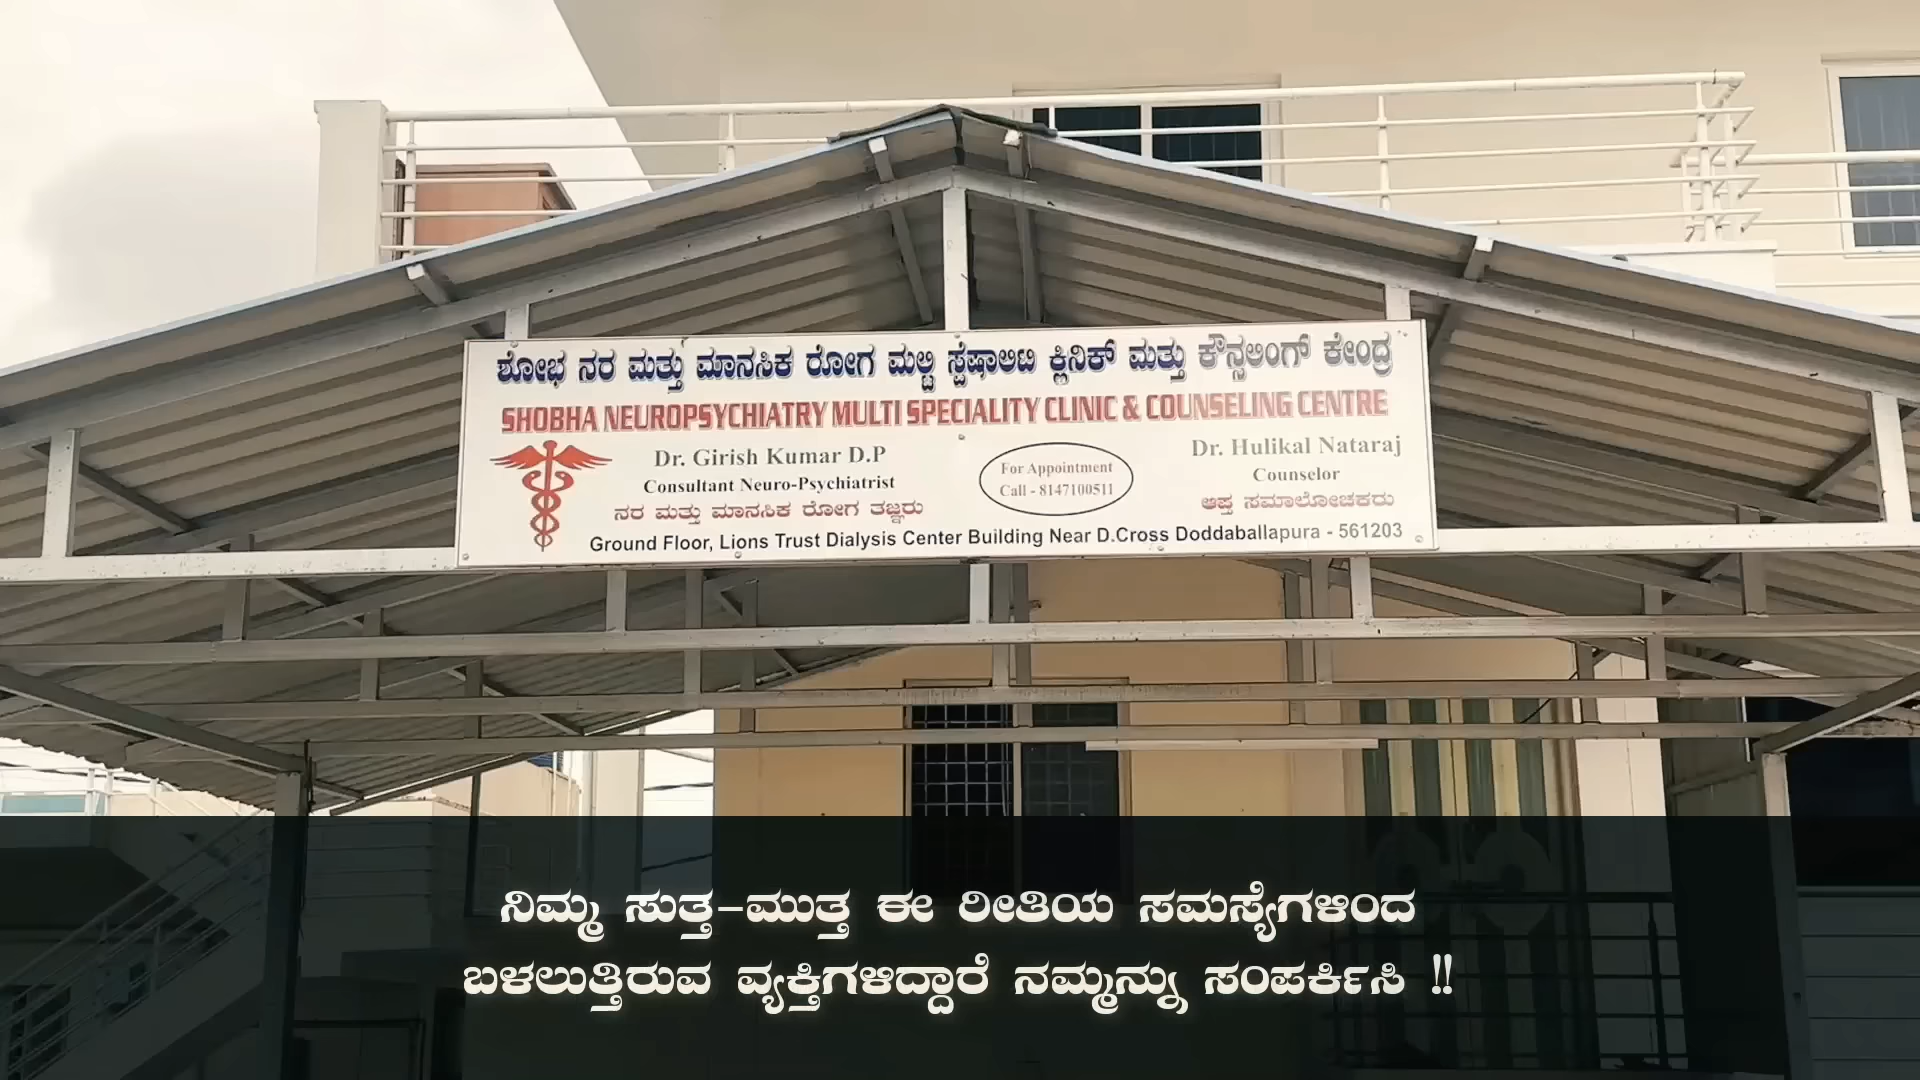 ಶೋಭ ನರ ಮತ್ತು ಮಾನಸಿಕ ರೋಗ ಮಲ್ಟಿ ಸ್ಪೆಷಾಲಿಟಿ ಕ್ಲಿನಿಕ್ ಮತ್ತು ಕೌನ್ಸಲಿಂಗ್ ಕೇಂದ್ರ
SHOBHA NEUROPSYCHIATRY MULTI SPECIALITY CLINIC & COUNSELING CENTRE
Dr. Girish Kumar D.P
Consultant Neuro-Psychiatrist
ನರ ಮತ್ತು ಮಾನಸಿಕ ರೋಗ ತಜ್ಞರು
For Appointment
Call - 8147100511
Dr. Hulikal Nataraj
Counselor
ಆಪ್ತ ಸಮಾಲೋಚಕರು
Ground Floor, Lions Trust Dialysis Center Building Near D.Cross Doddaballapura - 561203
ನಿಮ್ಮ ಸುತ್ತ-ಮುತ್ತ ಈ ರೀತಿಯ ಸಮಸ್ಯೆಗಳಿಂದ
ಬಳಲುತ್ತಿರುವ ವ್ಯಕ್ತಿಗಳಿದ್ದಾರೆ ನಮ್ಮನ್ನು ಸಂಪರ್ಕಿಸಿ !!